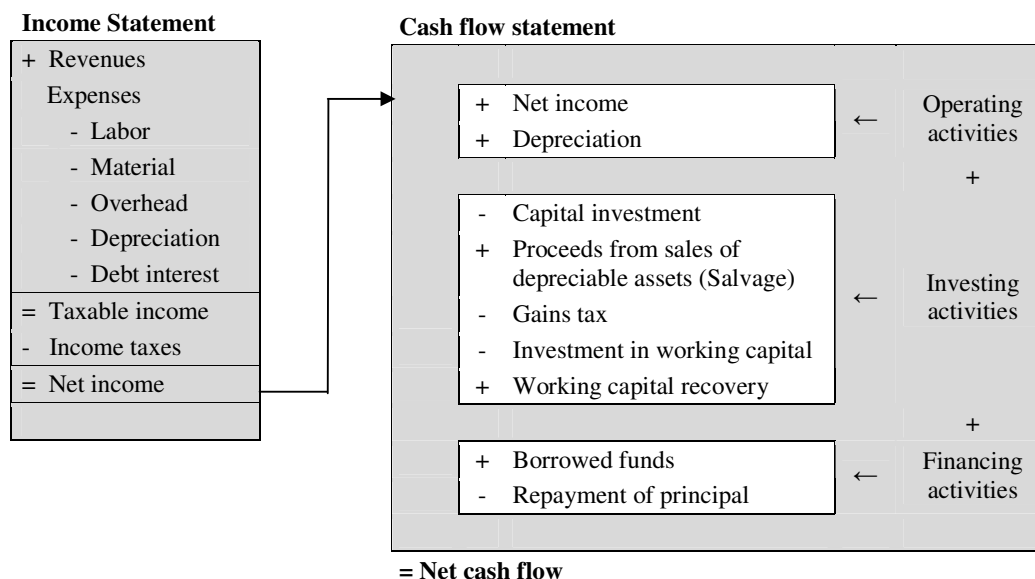 Income Statement
+ Revenues
Expenses
- Labor
- Material
- Overhead
- Depreciation
- Debt interest
= Taxable income
- Income taxes
= Net income
Cash flow statement
+ Net income
+ Depreciation
← Operating
activities
+
- Capital investment
+ Proceeds from sales of
depreciable assets (Salvage)
- Gains tax
- Investment in working capital
+ Working capital recovery
← Investing
activities
+
+ Borrowed funds
- Repayment of principal
← Financing
activities
= Net cash flow